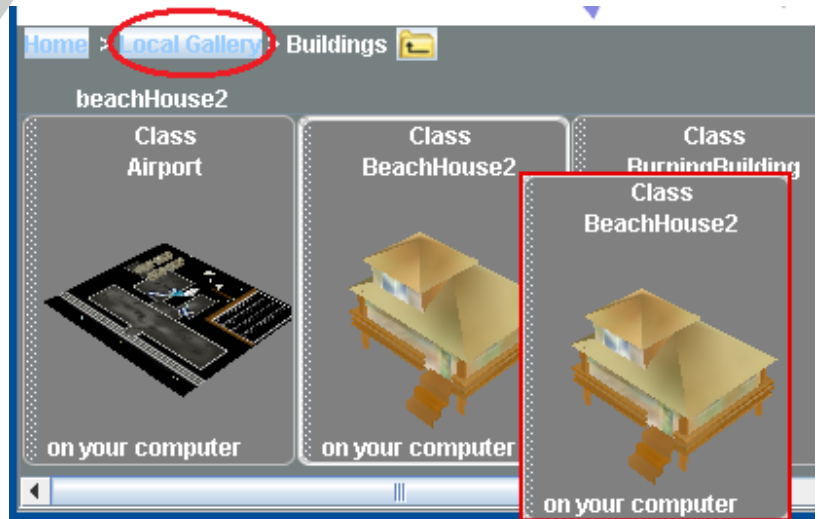 Home > Local Gallery > Buildings
beachHouse2
Class
Airport
on your computer
Class
BeachHouse2
on your computer
Class
BurningBuilding
Class
BeachHouse2
on your computer